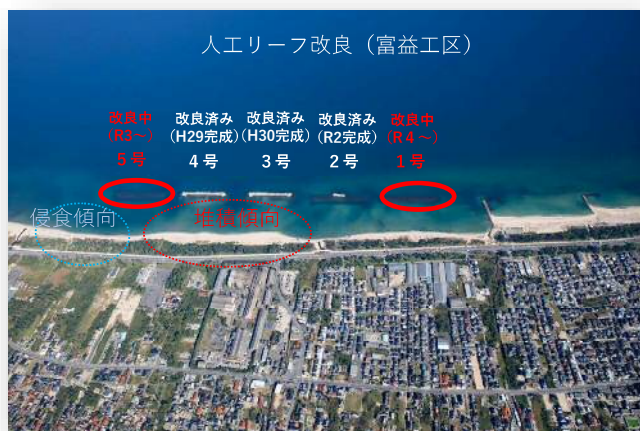 人工リーフ改良（富益工区）
改良中 改良済み 改良済み 改良済み 改良中
(R3～) (H29完成) (H30完成) (R2完成) (R4～)
5号 4号 3号 2号 1号
侵食傾向 堆積傾向